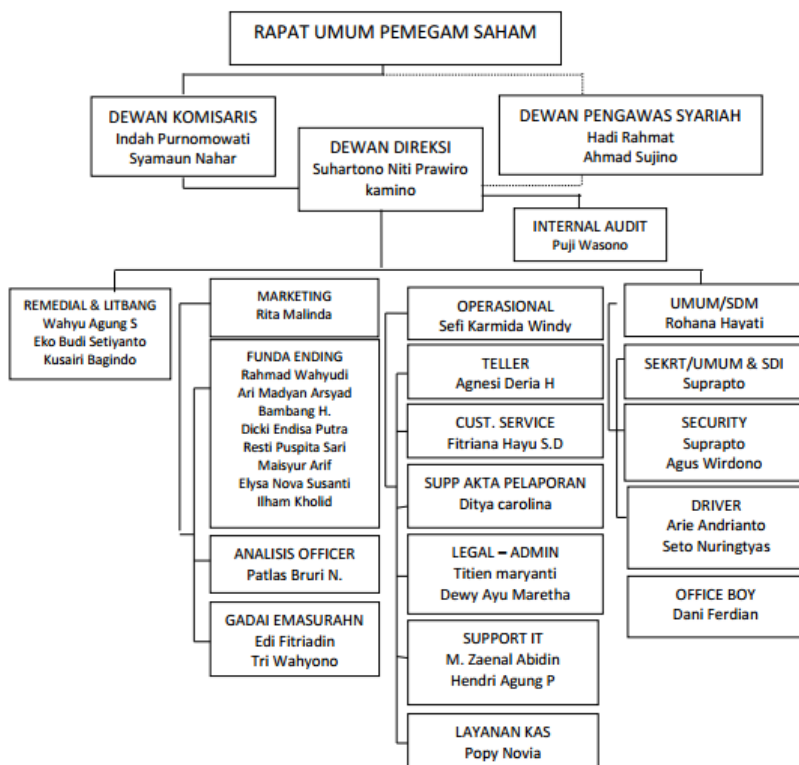 RAPAT UMUM PEMEGAM SAHAM
DEWAN KOMISARIS
Indah Purnomowati
Syamaun Nahar
DEWAN PENGAWAS SYARIAH
Hadi Rahmat
Ahmad Sujino
DEWAN DIREKSI
Suhartono Niti Prawiro
kamino
INTERNAL AUDIT
Puji Wasono
REMEDIAL & LITBANG
Wahyu Agung S
Eko Budi Setiyanto
Kusairi Bagindo
MARKETING
Rita Malinda
FUNDA ENDING
Rahmad Wahyudi
Ari Madyan Arsyad
Bambang H.
Dicki Endisa Putra
Resti Puspita Sari
Maisyur Arif
Elysa Nova Susanti
Ilham Kholid
ANALISIS OFFICER
Patlas Bruri N.
GADAI EMASURAHN
Edi Fitriadin
Tri Wahyono
OPERASIONAL
Sefi Karmida Windy
TELLER
Agnesi Deria H
CUST. SERVICE
Fitriana Hayu S.D
SUPP AKTA PELAPORAN
Ditya carolina
LEGAL – ADMIN
Titien maryanti
Dewy Ayu Maretha
SUPPORT IT
M. Zaenal Abidin
Hendri Agung P
LAYANAN KAS
Popy Novia
UMUM/SDM
Rohana Hayati
SEKRT/UMUM & SDI
Suprapto
SECURITY
Suprapto
Agus Wirdono
DRIVER
Arie Andrianto
Seto Nuringtyas
OFFICE BOY
Dani Ferdian